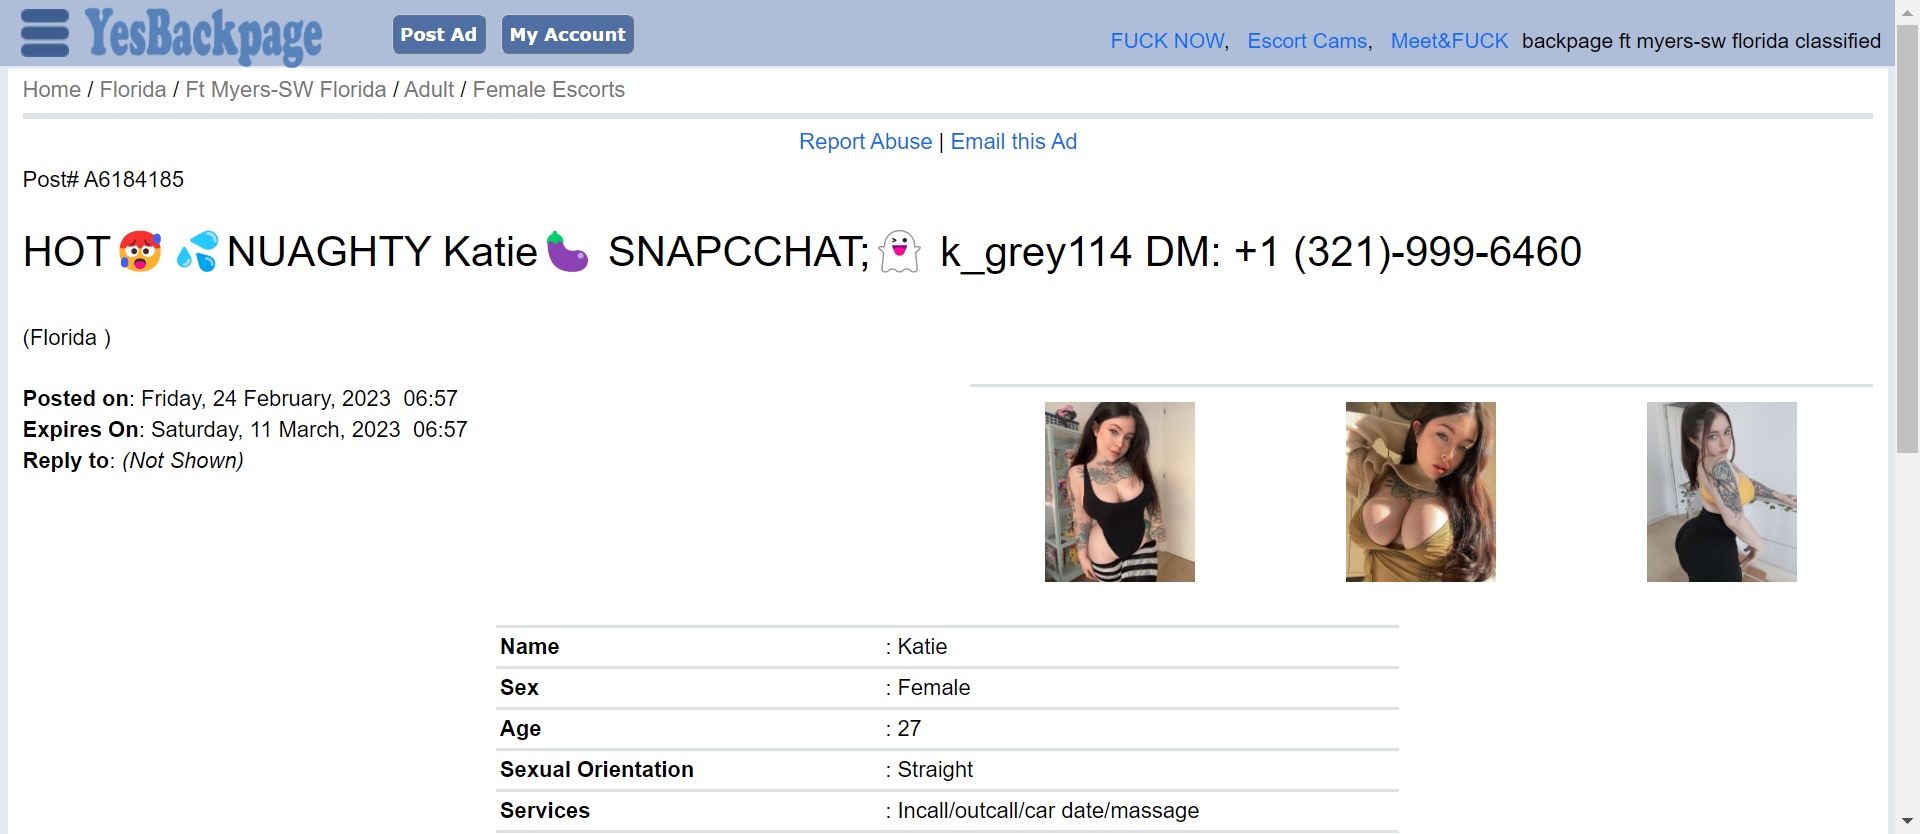 YesBackpage
Post Ad
My Account
FUCK NOW, Escort Cams, Meet&FUCK backpage ft myers-sw florida classified
Home / Florida / Ft Myers-SW Florida / Adult / Female Escorts
Report Abuse | Email this Ad
Post# A6184185
HOT🥵💦NUAGHTY Katie🍆 SNAPCCHAT;👻 k_grey114 DM: +1 (321)-999-6460
(Florida )
Posted on: Friday, 24 February, 2023 06:57
Expires On: Saturday, 11 March, 2023 06:57
Reply to: (Not Shown)
Name : Katie
Sex : Female
Age : 27
Sexual Orientation : Straight
Services : Incall/outcall/car date/massage